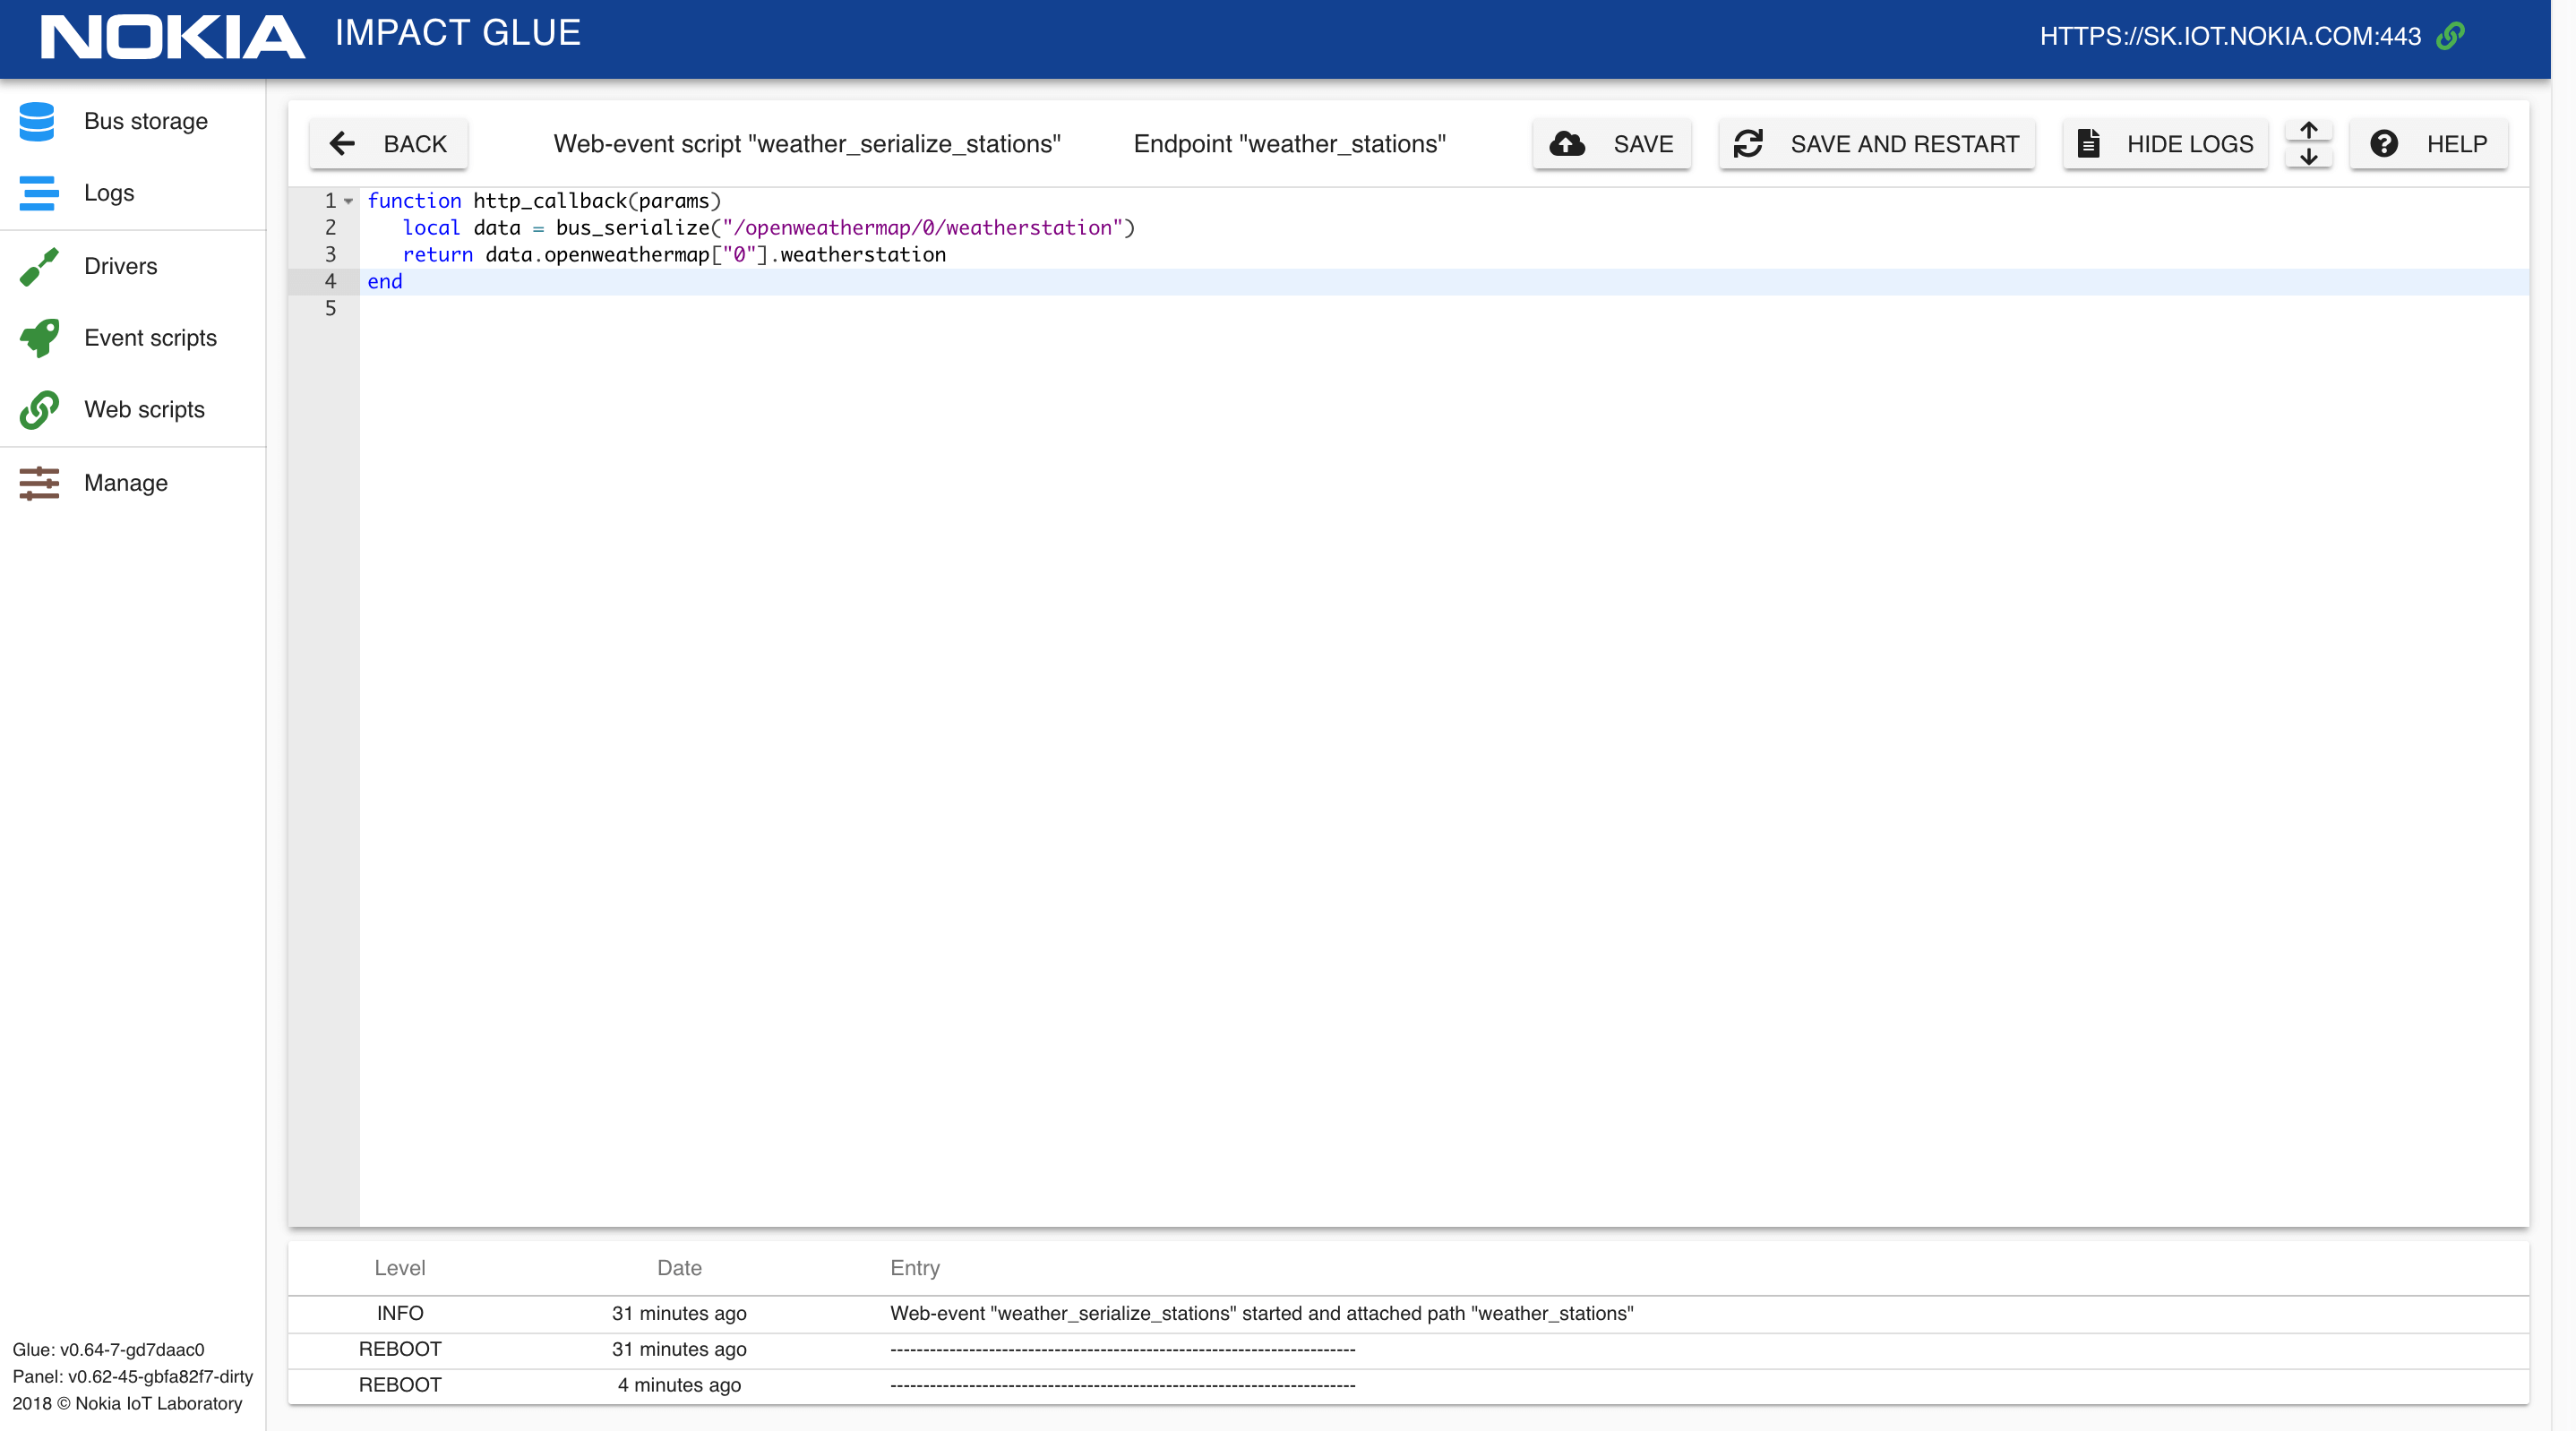 NOKIA IMPACT GLUE HTTPS://SK.IOT.NOKIA.COM:443
Bus storage
Logs
Drivers
Event scripts
Web scripts
Manage
BACK Web-event script "weather_serialize_stations" Endpoint "weather_stations" SAVE SAVE AND RESTART HIDE LOGS HELP
1 function http_callback(params)
2 local data = bus_serialize("/openweathermap/0/weatherstation")
3 return data.openweathermap["0"].weatherstation
4 end
5
Level Date Entry
INFO 31 minutes ago Web-event "weather_serialize_stations" started and attached path "weather_stations"
REBOOT 31 minutes ago -----------------------------------------------------------------------
REBOOT 4 minutes ago -----------------------------------------------------------------------
Glue: v0.64-7-gd7daac0
Panel: v0.62-45-gbfa82f7-dirty
2018 © Nokia IoT Laboratory